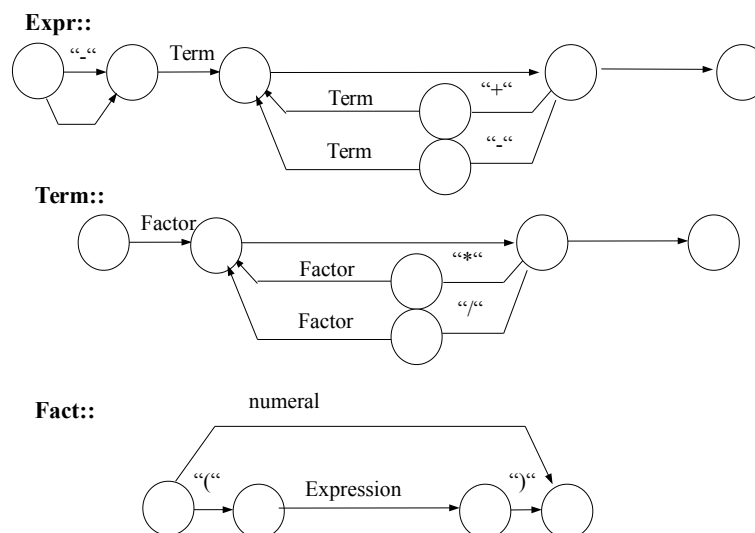 Expr::
“-“
Term
Term
“+“
Term
“-“
Term::
Factor
Factor
“*“
Factor
“/“
Fact::
numeral
“(“
Expression
“)“